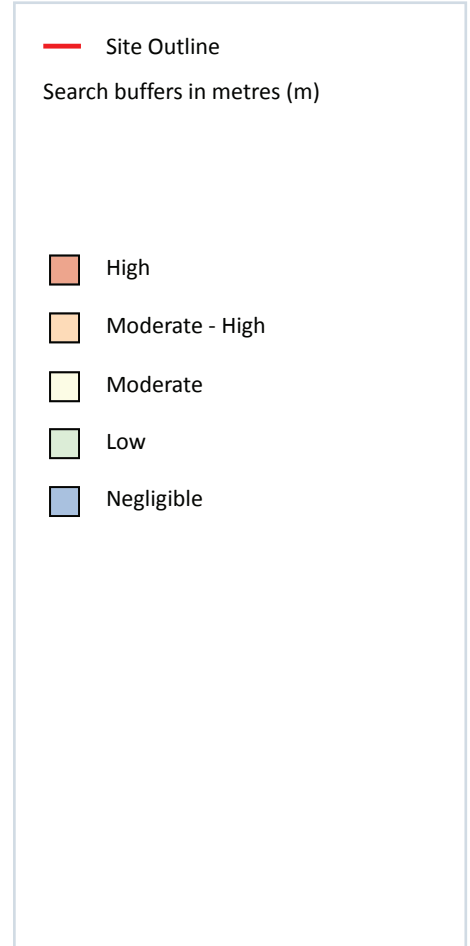 Site Outline
Search buffers in metres (m)
High
Moderate - High
Moderate
Low
Negligible